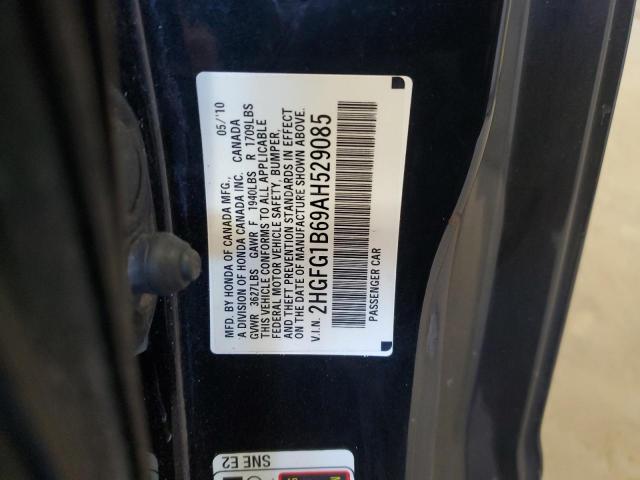 MFD. BY HONDA OF CANADA MFG., 05/'10
A DIVISION OF HONDA CANADA INC. CANADA
GVWR 3627LBS GAWR F 1940LBS R 1709LBS
THIS VEHICLE CONFORMS TO ALL APPLICABLE
FEDERAL MOTOR VEHICLE SAFETY, BUMPER,
AND THEFT PREVENTION STANDARDS IN EFFECT
ON THE DATE OF MANUFACTURE SHOWN ABOVE.
V.I.N. 2HGFG1B69AH529085
PASSENGER CAR
SNE E2